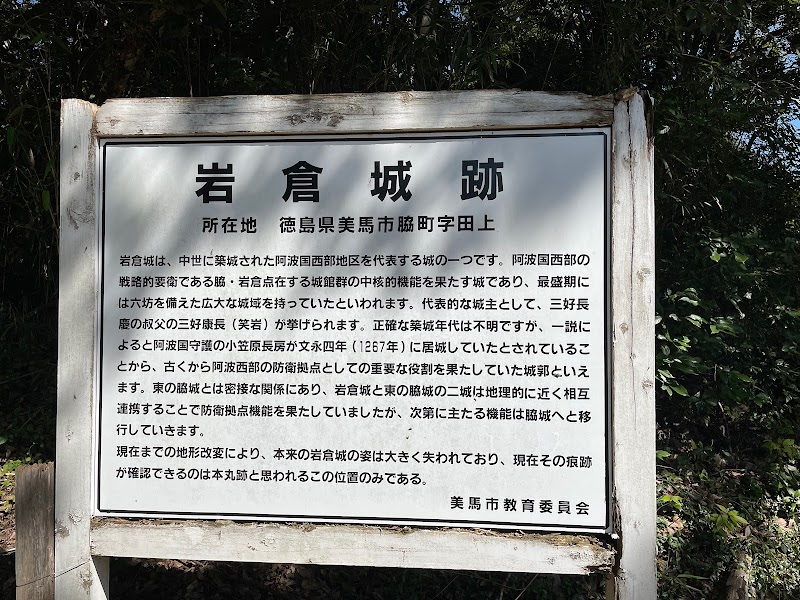 岩倉城跡
所在地　徳島県美馬市脇町字田上
岩倉城は、中世に築城された阿波国西部地区を代表する城の一つです。阿波国西部の
戦略的要衝である脇・岩倉点在する城館群の中核的機能を果たす城であり、最盛期に
は六坊を備えた広大な城域を持っていたといわれます。代表的な城主として、三好長
慶の叔父の三好康長（笑岩）が挙げられます。正確な築城年代は不明ですが、一説に
よると阿波国守護の小笠原長房が文永四年（1267年）に居城していたとされているこ
とから、古くから阿波西部の防衛拠点としての重要な役割を果たしていた城郭といえ
ます。東の脇城とは密接な関係にあり、岩倉城と東の脇城の二城は地理的に近く相互
連携することで防衛拠点機能を果たしていましたが、次第に主たる機能は脇城へと移
行していきます。
現在までの地形改変により、本来の岩倉城の姿は大きく失われており、現在その痕跡
が確認できるのは本丸跡と思われるこの位置のみである。
美馬市教育委員会